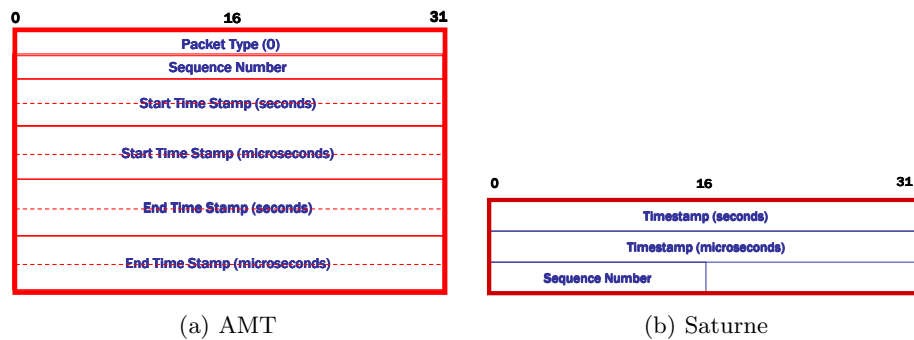 0 16 31
Packet Type (0)
Sequence Number
Start Time Stamp (seconds)
Start Time Stamp (microseconds)
End Time Stamp (seconds)
End Time Stamp (microseconds)
(a) AMT
0 16 31
Timestamp (seconds)
Timestamp (microseconds)
Sequence Number
(b) Saturne